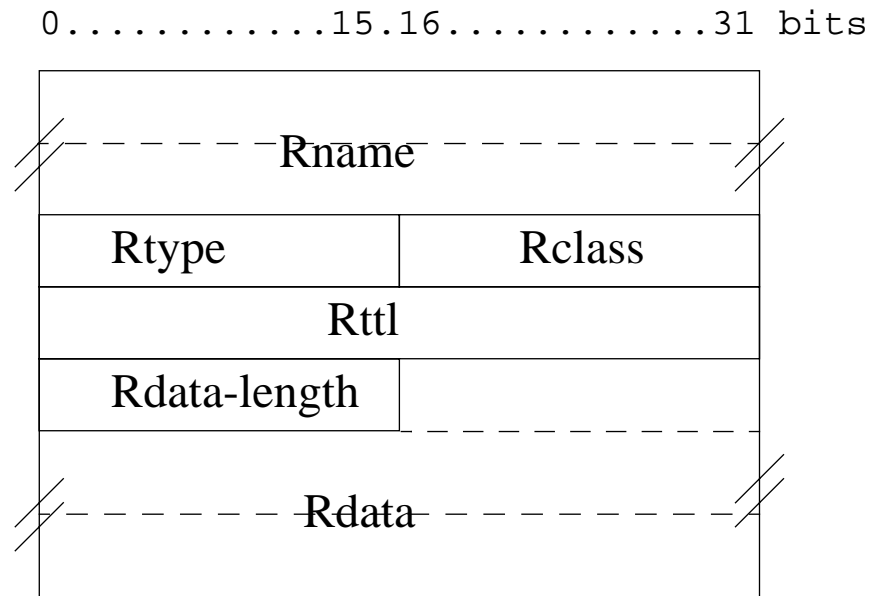 0............15.16............31 bits
Rname
Rtype Rclass
Rttl
Rdata-length
Rdata